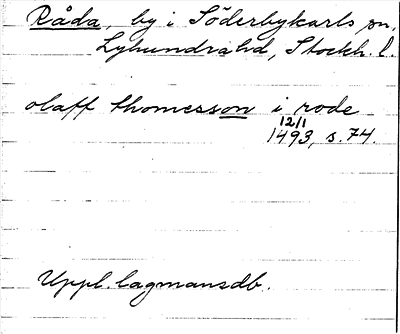 Råda, by i Söderbykarls sn.
Lyhundra hd, Stockh. l.
olaff thomesson i rode
12/1
1493, s. 74.
Uppl. lagmansdb.